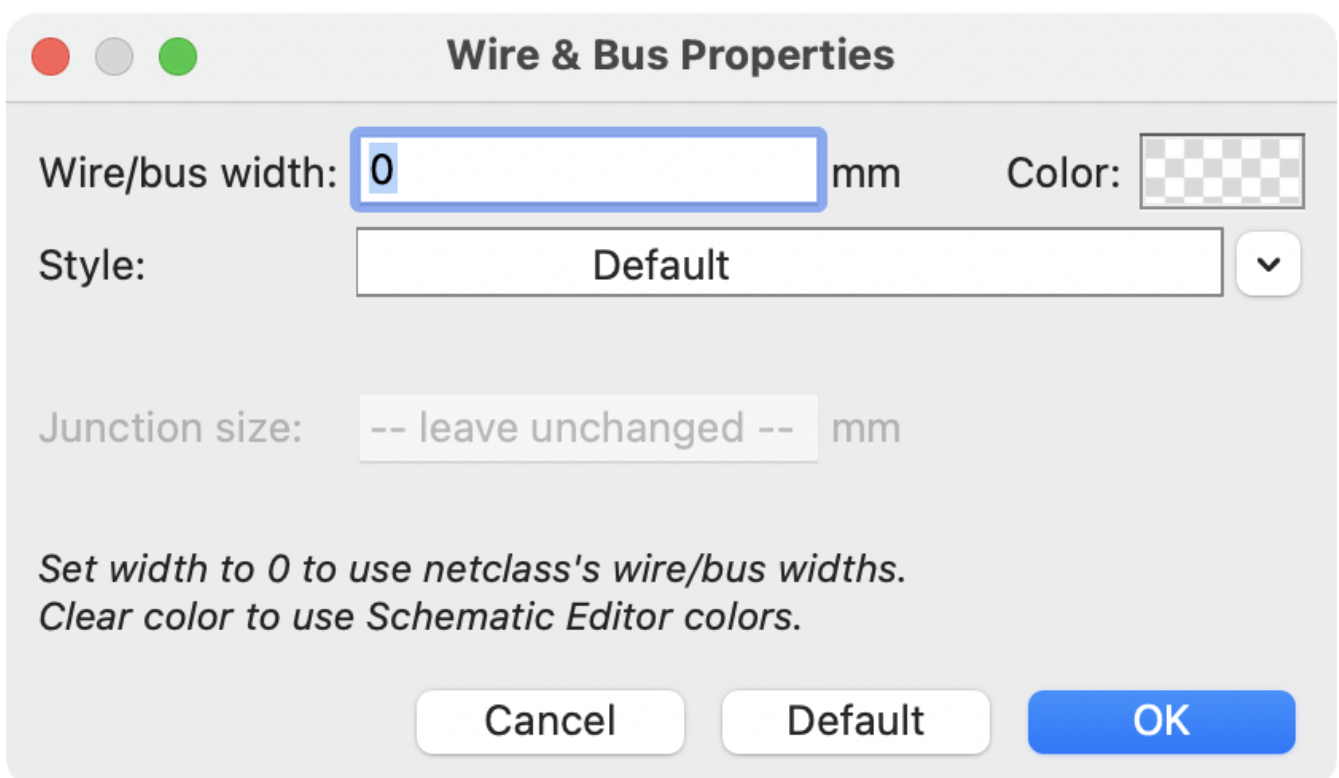 Wire & Bus Properties
Wire/bus width: 0 mm Color:
Style: Default
Junction size: -- leave unchanged -- mm
Set width to 0 to use netclass's wire/bus widths.
Clear color to use Schematic Editor colors.
Cancel Default OK